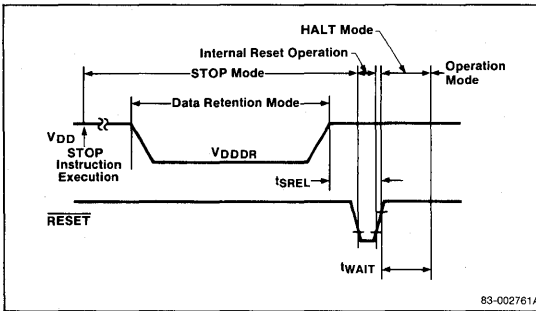 HALT Mode
Internal Reset Operation
STOP Mode
Operation
Mode
Data Retention Mode
VDD
STOP
Instruction
Execution
VDDDR
tSREL
RESET
tWAIT
83-002761A